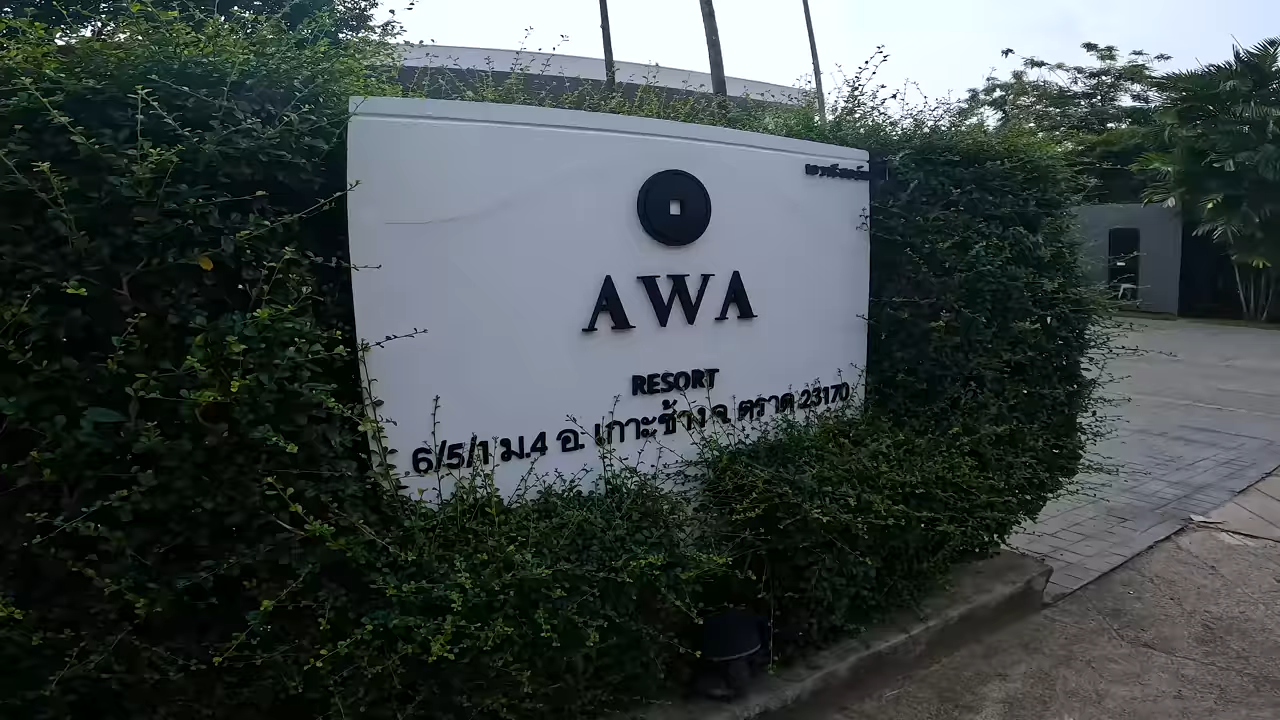 AWA
RESORT
6/5/1 ม.4 อ. เกาะช้าง จ. ตราด 23170